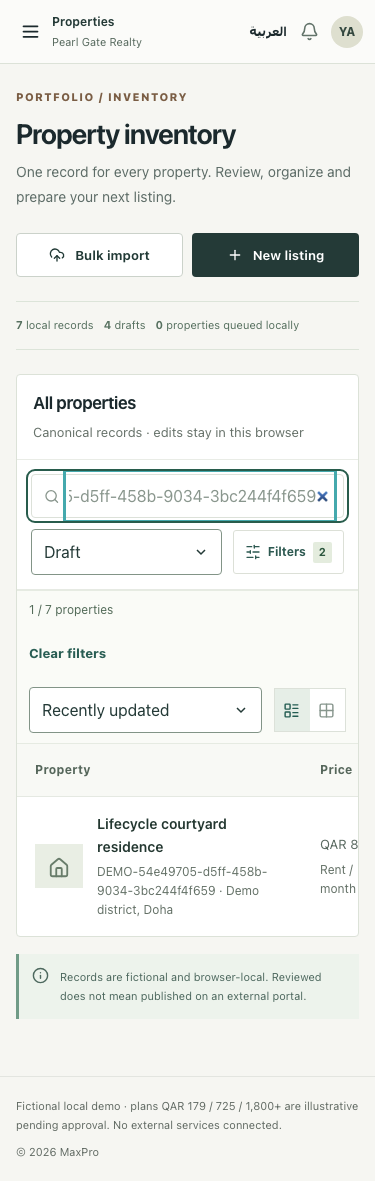 Properties
Pearl Gate Realty
العربية
YA
PORTFOLIO / INVENTORY
Property inventory
One record for every property. Review, organize and
prepare your next listing.
Bulk import
New listing
7 local records 4 drafts 0 properties queued locally
All properties
Canonical records · edits stay in this browser
5-d5ff-458b-9034-3bc244f4f659
Draft
Filters 2
1 / 7 properties
Clear filters
Recently updated
Property Price
Lifecycle courtyard
residence
DEMO-54e49705-d5ff-458b-
9034-3bc244f4f659 · Demo
district, Doha
QAR 8
Rent /
month
Records are fictional and browser-local. Reviewed
does not mean published on an external portal.
Fictional local demo · plans QAR 179 / 725 / 1,800+ are illustrative
pending approval. No external services connected.
© 2026 MaxPro